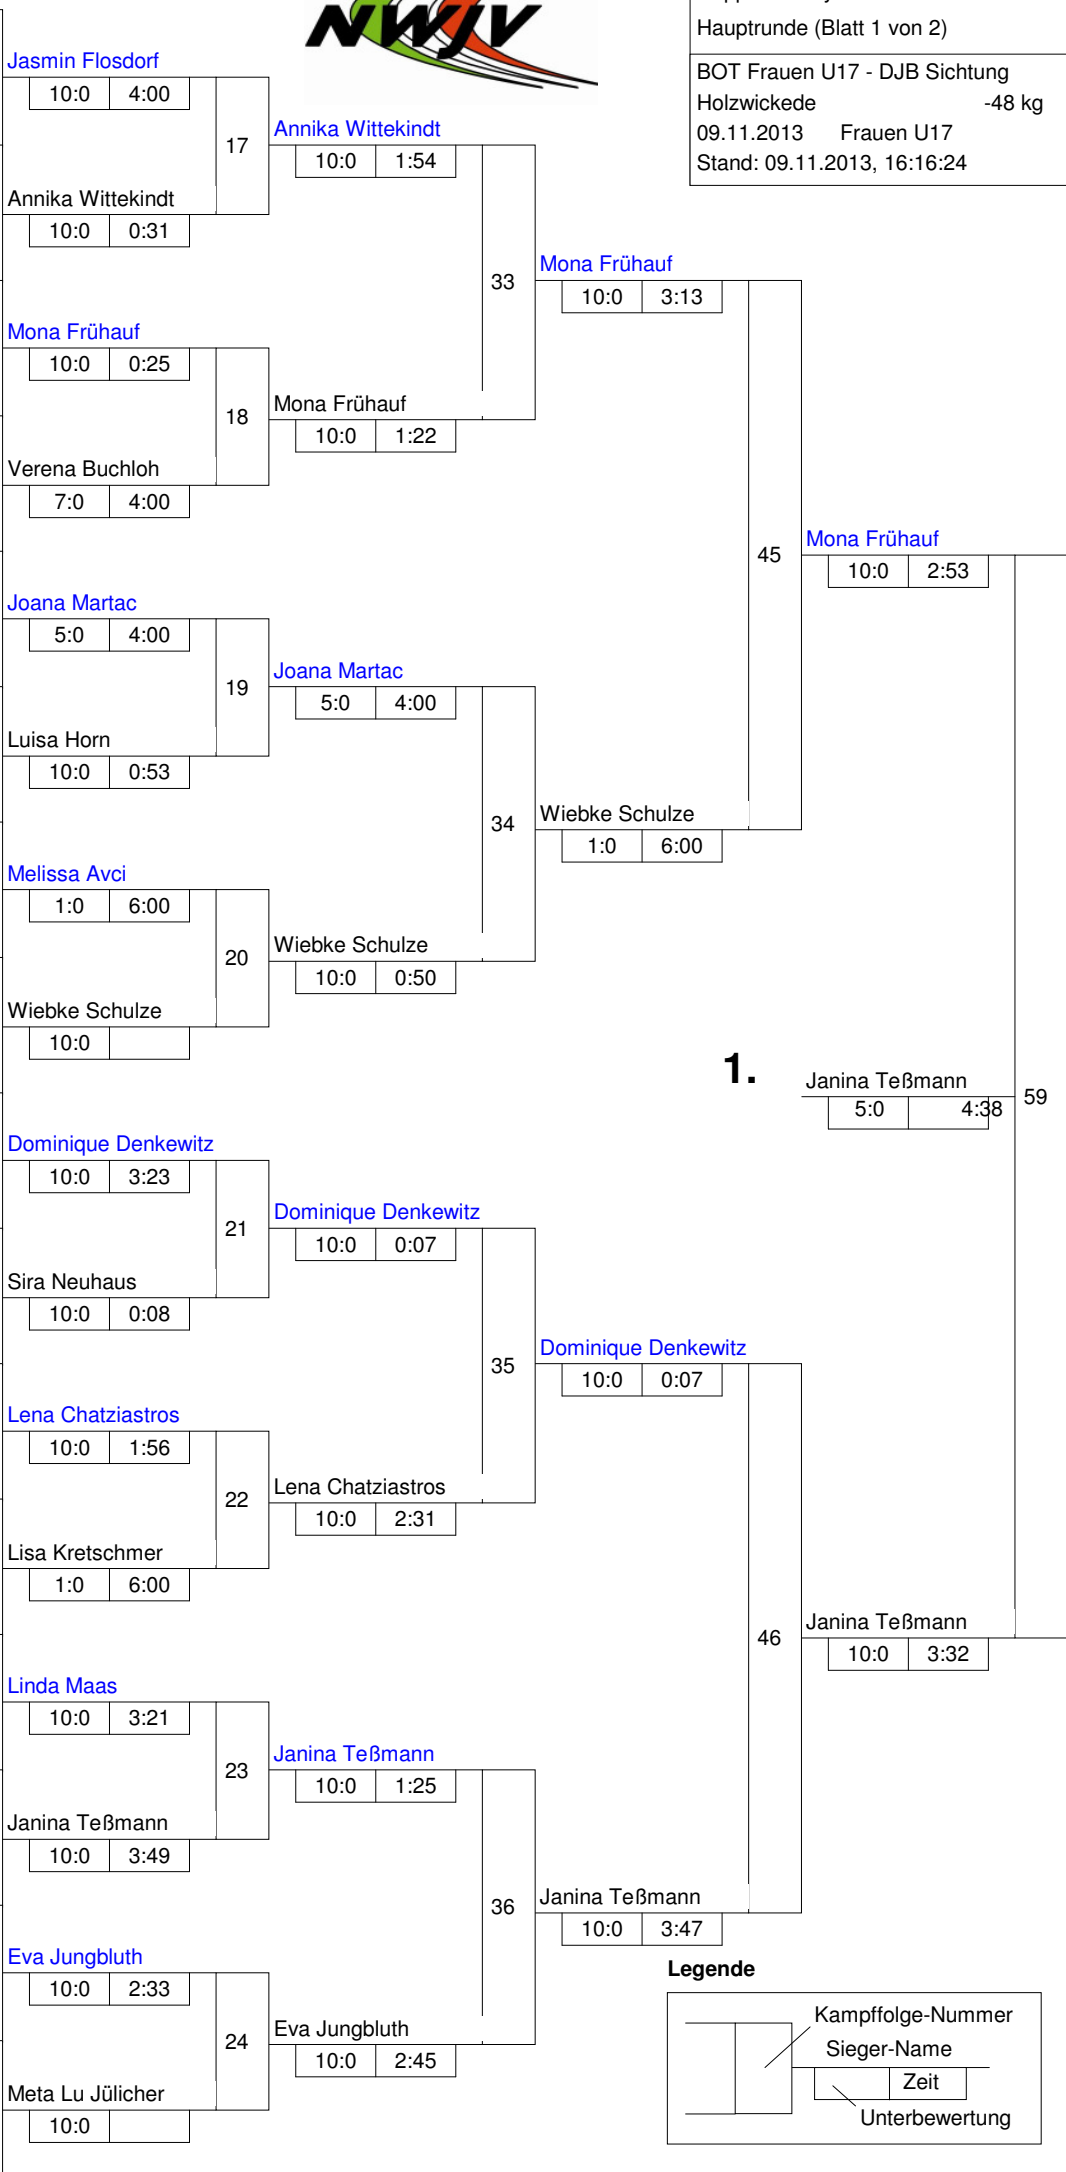 NWJV
Hauptrunde (Blatt 1 von 2)
BOT Frauen U17 - DJB Sichtung
Holzwickede -48 kg
09.11.2013 Frauen U17
Stand: 09.11.2013, 16:16:24
Jasmin Flosdorf
10:0 4:00
17
Annika Wittekindt
10:0 0:31
Mona Frühauf
10:0 0:25
18
Verena Buchloh
7:0 4:00
Joana Martac
5:0 4:00
19
Luisa Horn
10:0 0:53
Melissa Avci
1:0 6:00
20
Wiebke Schulze
10:0
Dominique Denkewitz
10:0 3:23
21
Sira Neuhaus
10:0 0:08
Lena Chatziastros
10:0 1:56
22
Lisa Kretschmer
1:0 6:00
Linda Maas
10:0 3:21
23
Janina Teßmann
10:0 3:49
Eva Jungbluth
10:0 2:33
24
Meta Lu Jülicher
10:0
Annika Wittekindt
10:0 1:54
33
Mona Frühauf
10:0 1:22
Joana Martac
5:0 4:00
34
Wiebke Schulze
10:0 0:50
Dominique Denkewitz
10:0 0:07
35
Lena Chatziastros
10:0 2:31
Janina Teßmann
10:0 1:25
36
Eva Jungbluth
10:0 2:45
Mona Frühauf
10:0 3:13
45
Wiebke Schulze
1:0 6:00
Dominique Denkewitz
10:0 0:07
46
Janina Teßmann
10:0 3:47
Mona Frühauf
10:0 2:53
1. Janina Teßmann
5:0 4:38
59
Janina Teßmann
10:0 3:32
Legende
Kampffolge-Nummer
Sieger-Name
Zeit
Unterbewertung